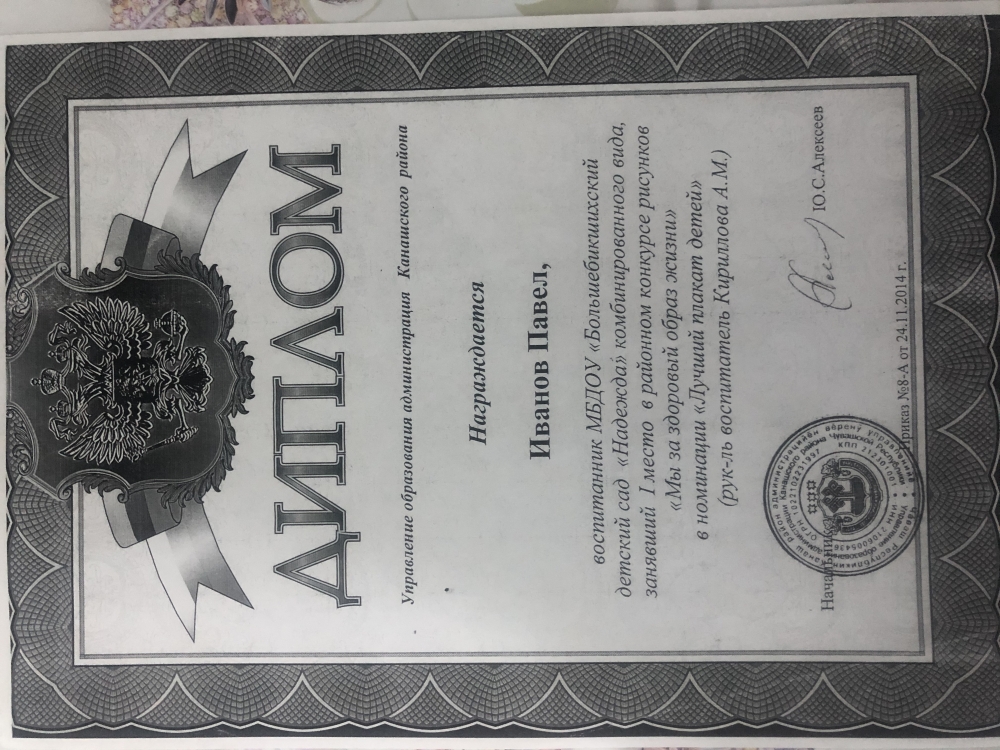 ДИПЛОМ
Управление образования администрация Канашского района
Награждается
Иванов Павел,
воспитанник МБДОУ «Большебикшихский
детский сад «Надежда» комбинированного вида,
занявший I место в районном конкурсе рисунков
«Мы за здоровый образ жизни»
в номинации «Лучший плакат детей»
(рук-ль воспитатель Кириллова А.М.)
Начальник Ю.С.Алексеев
Приказ №8-А от 24.11.2014 г.